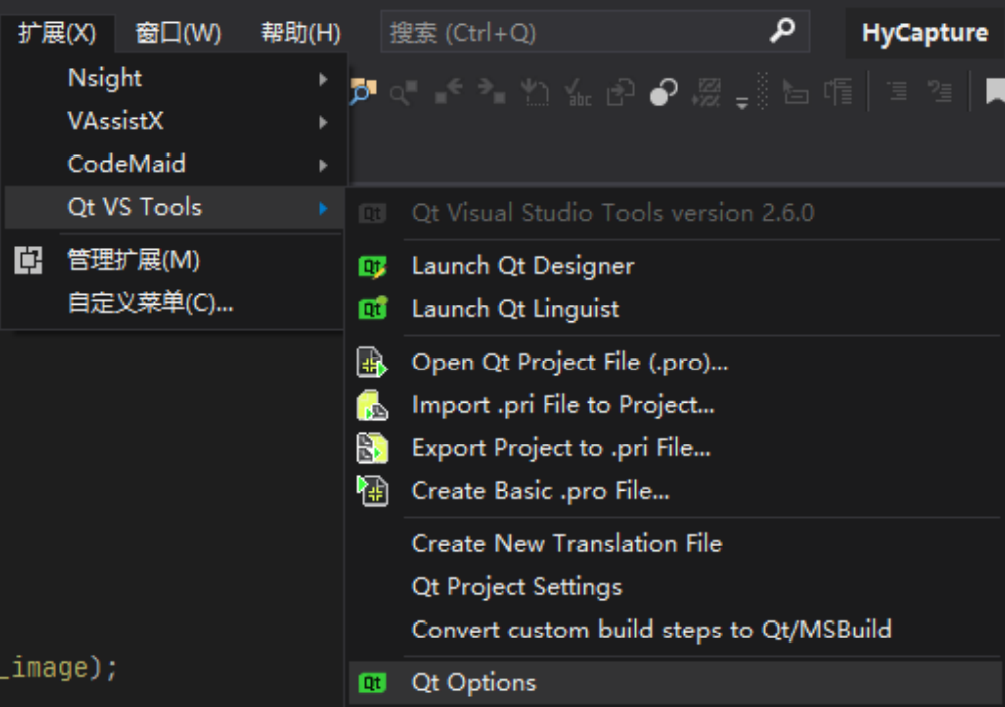 扩展(X) 窗口(W) 帮助(H) 搜索 (Ctrl+Q) HyCapture
Nsight
VAssistX
CodeMaid
Qt VS Tools
管理扩展(M)
自定义菜单(C)...
Qt Visual Studio Tools version 2.6.0
Launch Qt Designer
Launch Qt Linguist
Open Qt Project File (.pro)...
Import .pri File to Project...
Export Project to .pri File...
Create Basic .pro File...
Create New Translation File
Qt Project Settings
Convert custom build steps to Qt/MSBuild
Qt Options
_image);